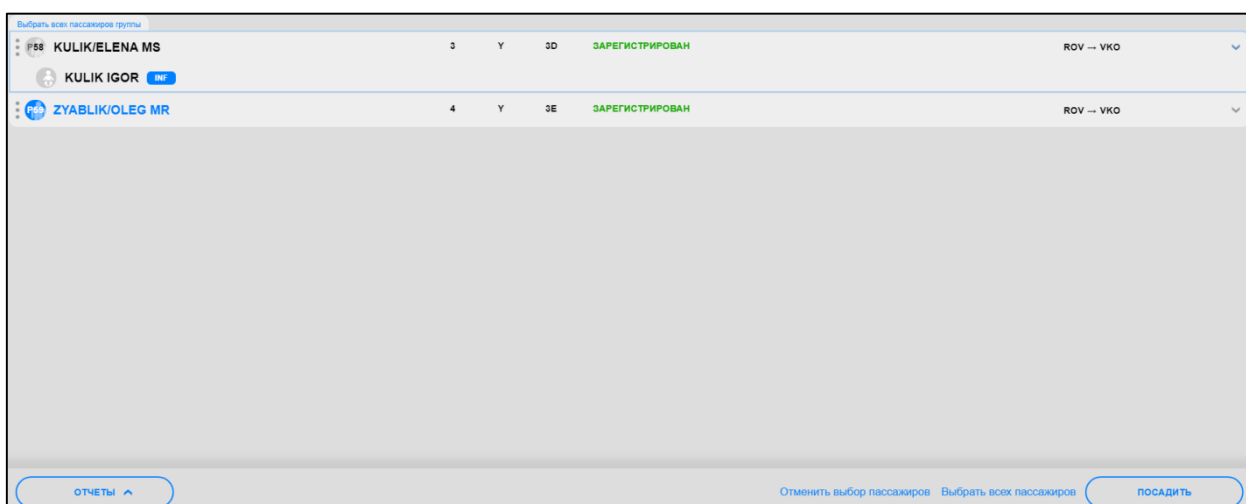 Выбрать всех пассажиров группы
P58 KULIK/ELENA MS 3 Y 3D ЗАРЕГИСТРИРОВАН ROV → VKO
KULIK IGOR INF
P59 ZYABLIK/OLEG MR 4 Y 3E ЗАРЕГИСТРИРОВАН ROV → VKO
ОТЧЕТЫ Отменить выбор пассажиров Выбрать всех пассажиров ПОСАДИТЬ